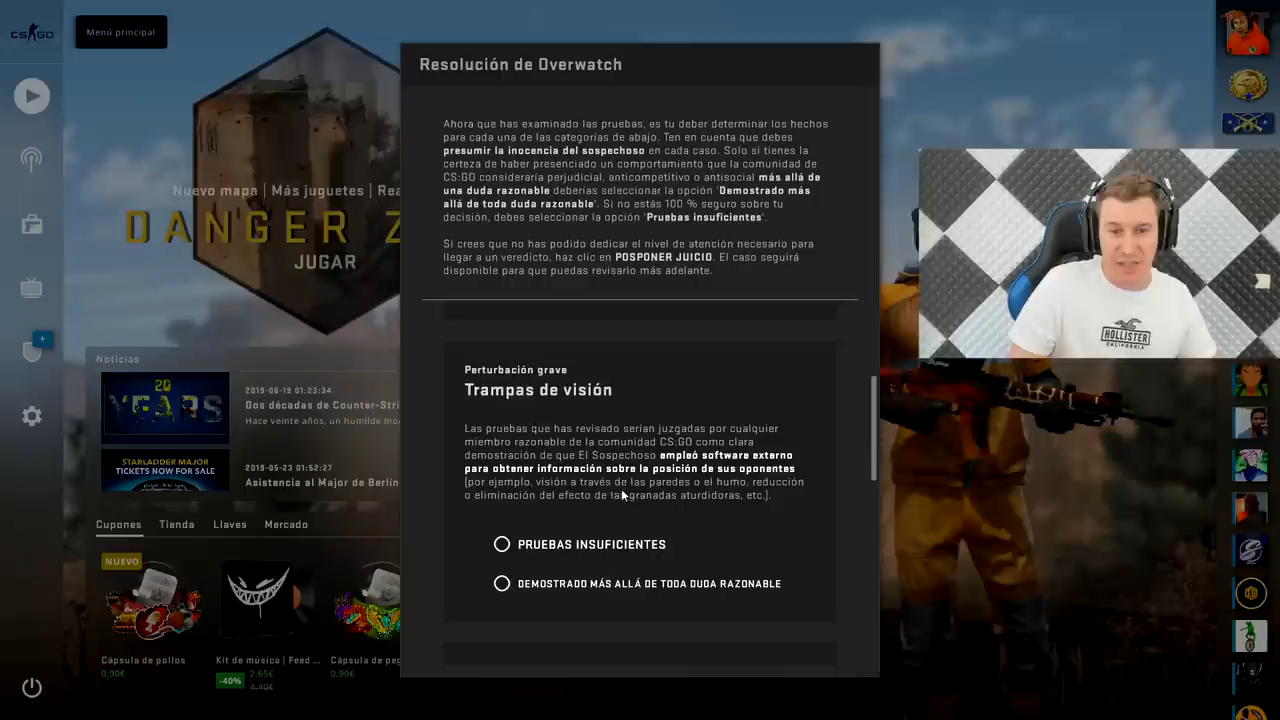 CS:GO
Menú principal
Nuevo mapa | Más juguetes | Rea
DANGER Z
JUGAR
Noticias
20
YEARS
2019-06-19 01:23:34
Dos décadas de Counter-Stri
Hace veinte años, un humilde mo
STARLADDER MAJOR
TICKETS NOW FOR SALE
2019-05-23 01:52:27
Asistencia al Major de Berlín
Cupones
Tienda
Llaves
Mercado
NUEVO
Cápsula de pollos
0,90€
Kit de música | Feed ...
-40%
2,65€
4,40€
Cápsula de peg
0,90€
Resolución de Overwatch
Ahora que has examinado las pruebas, es tu deber determinar los hechos
para cada una de las categorías de abajo. Ten en cuenta que debes
presumir la inocencia del sospechoso en cada caso. Solo si tienes la
certeza de haber presenciado un comportamiento que la comunidad de
CS:GO consideraría perjudicial, anticompetitivo o antisocial más allá de
una duda razonable deberías seleccionar la opción 'Demostrado más
allá de toda duda razonable'. Si no estás 100 % seguro sobre tu
decisión, debes seleccionar la opción 'Pruebas insuficientes'.
Si crees que no has podido dedicar el nivel de atención necesario para
llegar a un veredicto, haz clic en POSPONER JUICIO. El caso seguirá
disponible para que puedas revisarlo más adelante.
Perturbación grave
Trampas de visión
Las pruebas que has revisado serían juzgadas por cualquier
miembro razonable de la comunidad CS:GO como clara
demostración de que El Sospechoso empleó software externo
para obtener información sobre la posición de sus oponentes
(por ejemplo, visión a través de las paredes o el humo, reducción
o eliminación del efecto de las granadas aturdidoras, etc.).
PRUEBAS INSUFICIENTES
DEMOSTRADO MÁS ALLÁ DE TODA DUDA RAZONABLE
HOLLISTER
CALIFORNIA